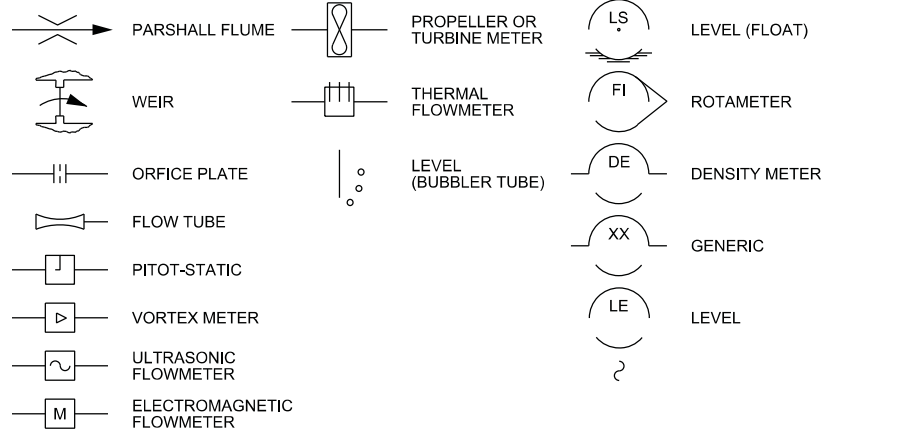 PARSHALL FLUME
WEIR
ORFICE PLATE
FLOW TUBE
PITOT-STATIC
VORTEX METER
ULTRASONIC
FLOWMETER
M
ELECTROMAGNETIC
FLOWMETER
PROPELLER OR
TURBINE METER
THERMAL
FLOWMETER
LEVEL
(BUBBLER TUBE)
LS
LEVEL (FLOAT)
FI
ROTAMETER
DE
DENSITY METER
XX
GENERIC
LE
LEVEL